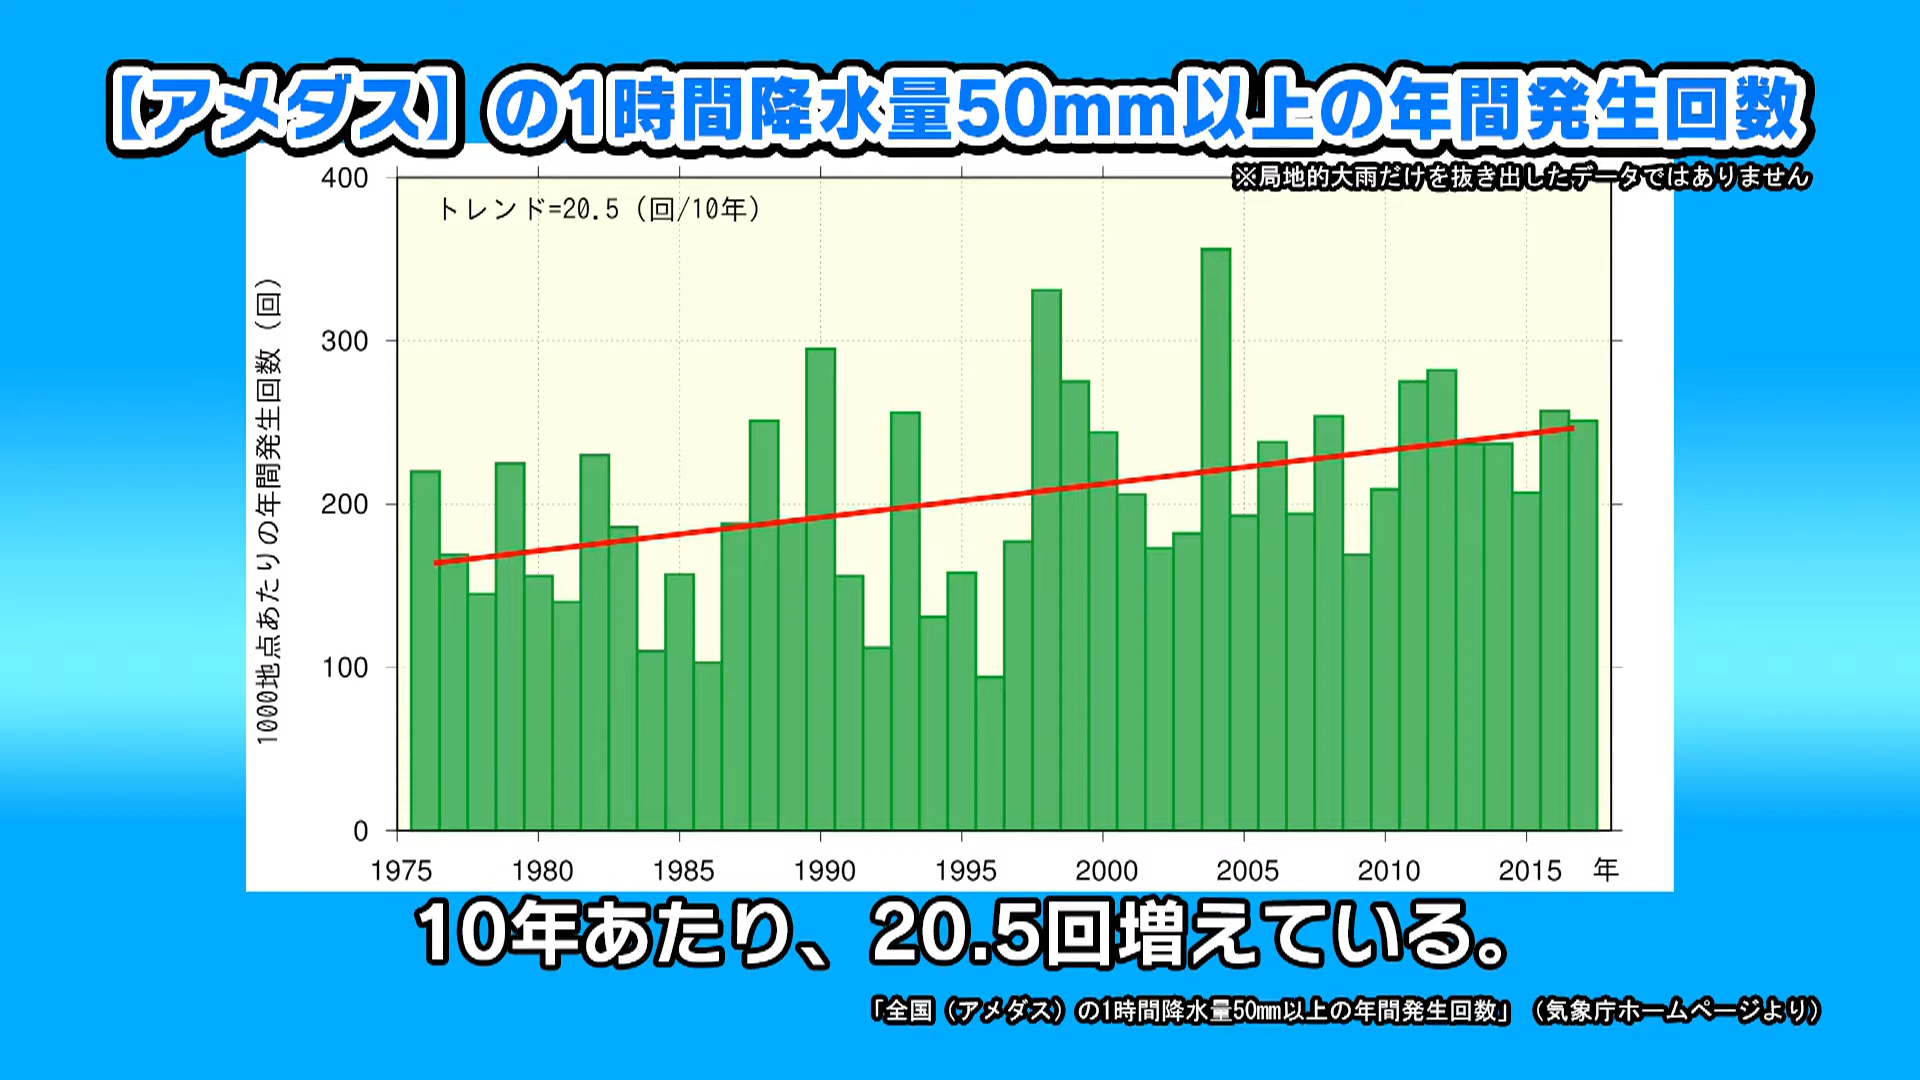 【アメダス】の1時間降水量50mm以上の年間発生回数
※局地的大雨だけを抜き出したデータではありません
トレンド=20.5（回/10年）
1000地点あたりの年間発生回数（回）
400
300
200
100
0
1975 1980 1985 1990 1995 2000 2005 2010 2015 年
10年あたり、20.5回増えている。
「全国（アメダス）の1時間降水量50mm以上の年間発生回数」（気象庁ホームページより）